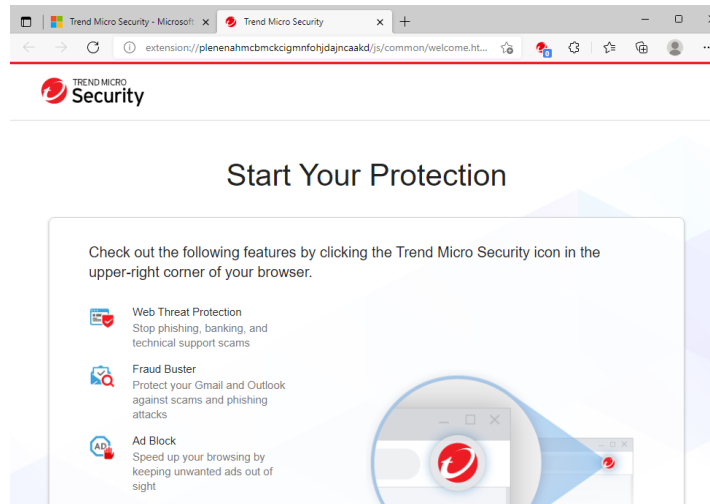 Trend Micro Security - Microsoft
Trend Micro Security
extension://plenenahmcbmckcigmnfohjdajncaakd/js/common/welcome.ht...
0
TREND MICRO
Security
Start Your Protection
Check out the following features by clicking the Trend Micro Security icon in the
upper-right corner of your browser.
Web Threat Protection
Stop phishing, banking, and
technical support scams
Fraud Buster
Protect your Gmail and Outlook
against scams and phishing
attacks
AD
Ad Block
Speed up your browsing by
keeping unwanted ads out of
sight